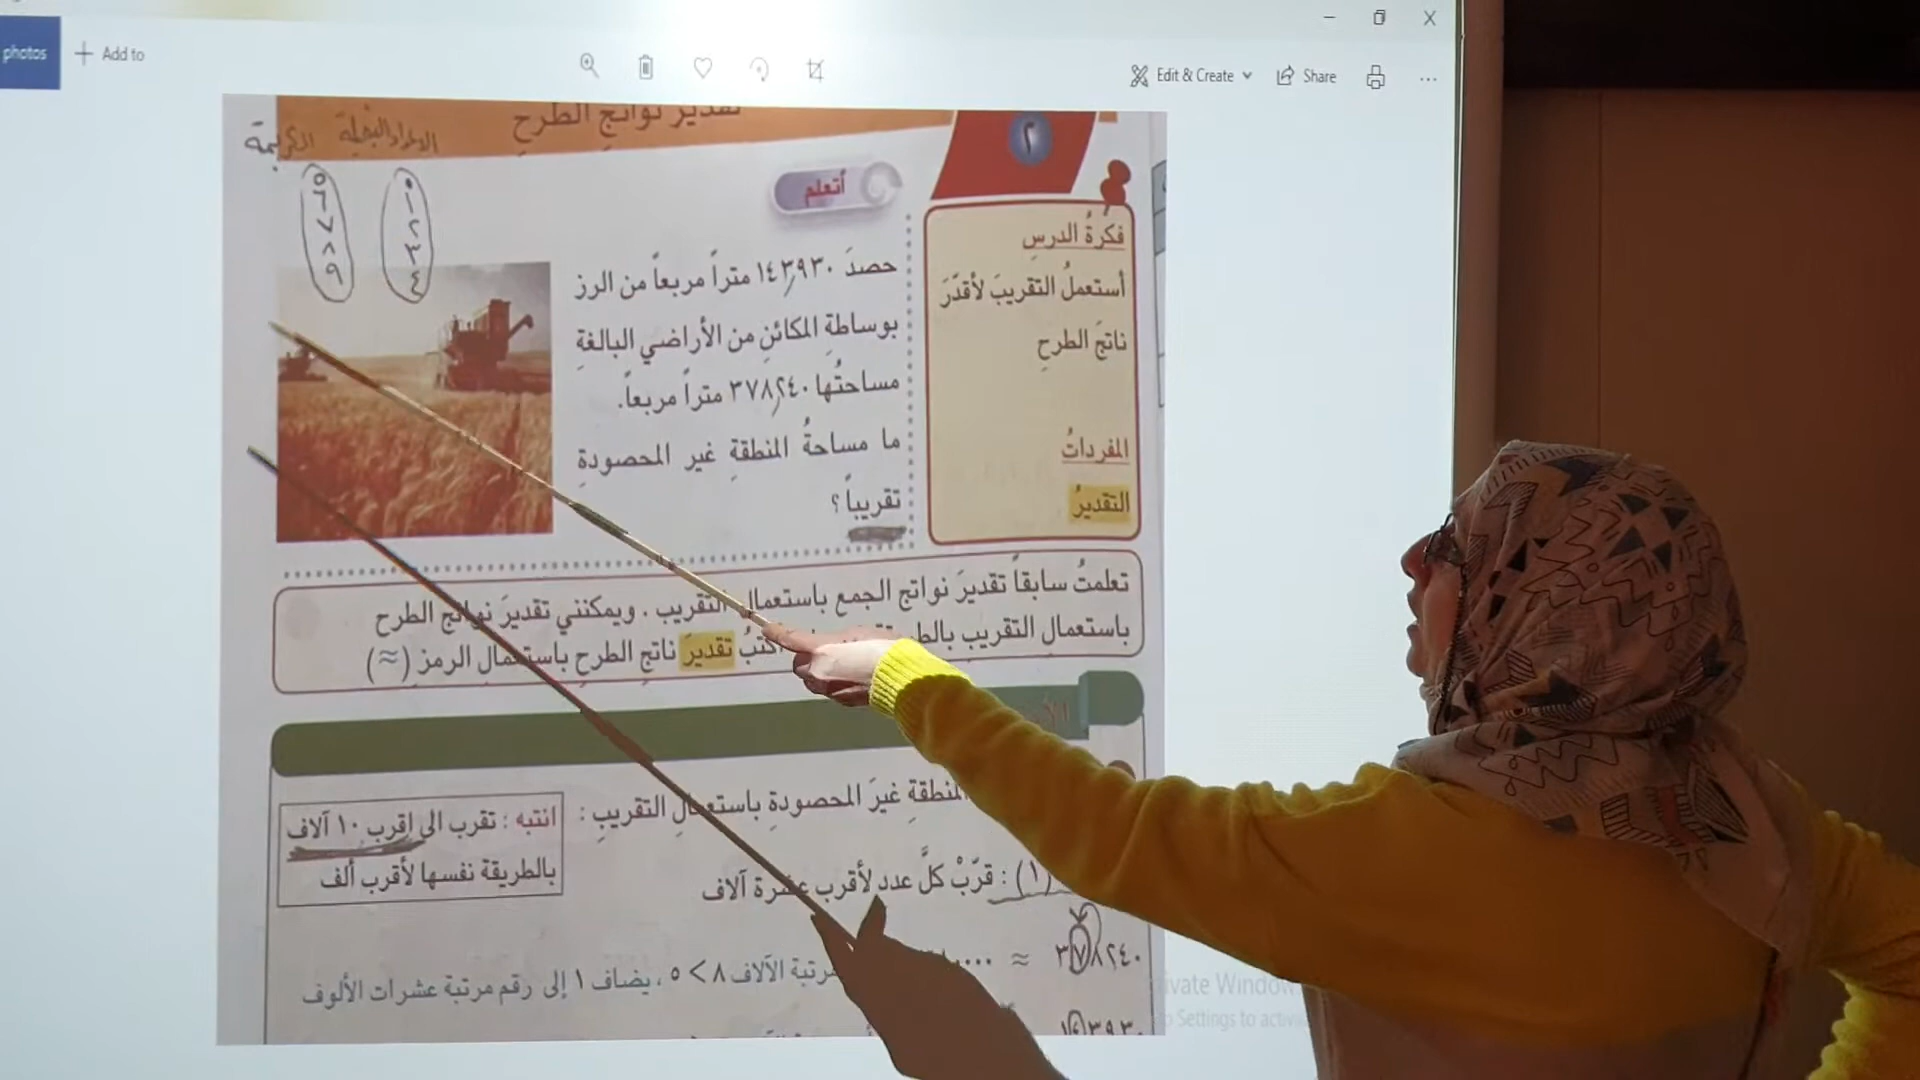 photos
Add to
Edit & Create
Share
تقدير نواتج الطرح
٢
الكريمة
٥
٦
٧
٨
٩
٠
١
٢
٣
٤
أتعلم
حصدَ ١٤٣٩٣٠ متراً مربعاً من الرز
بوساطةِ المكائنِ من الأراضي البالغةِ
مساحتُها ٣٧٨٢٤٠ متراً مربعاً.
ما مساحةُ المنطقةِ غير المحصودةِ
تقريباً؟
فكرةُ الدرسِ
أستعملُ التقريبَ لأقدّرَ
ناتجَ الطرحِ
المفرداتُ
التقديرُ
تعلمتُ سابقاً تقديرَ نواتج الجمع باستعمال التقريب . ويمكنني تقديرَ نواتج الطرح
باستعمالِ التقريب أكتبُ تقديرَ ناتجِ الطرحِ باستعمالِ الرمزِ (≈)
المنطقةِ غيرَ المحصودةِ باستعمالِ التقريبِ :
انتبه : تقرب الى اقرب ١٠ آلاف
بالطريقة نفسها لأقرب ألف
(١) : قرّبْ كلَّ عدد لأقرب عشرة آلاف
٣٧٨٢٤٠ ≈
مرتبة الآلاف ٨ > ٥ ، يضاف ١ إلى رقم مرتبة عشرات الألوف
١٤٣٩٣٠